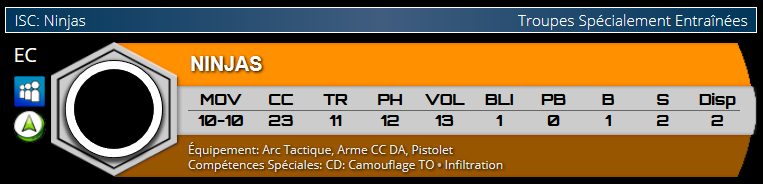 ISC: Ninjas
Troupes Spécialement Entraînées
EC
NINJAS
MOV CC TR PH VOL BLI PB B S Disp
10-10 23 11 12 13 1 0 1 2 2
Équipement: Arc Tactique, Arme CC DA, Pistolet
Compétences Spéciales: CD: Camouflage TO • Infiltration